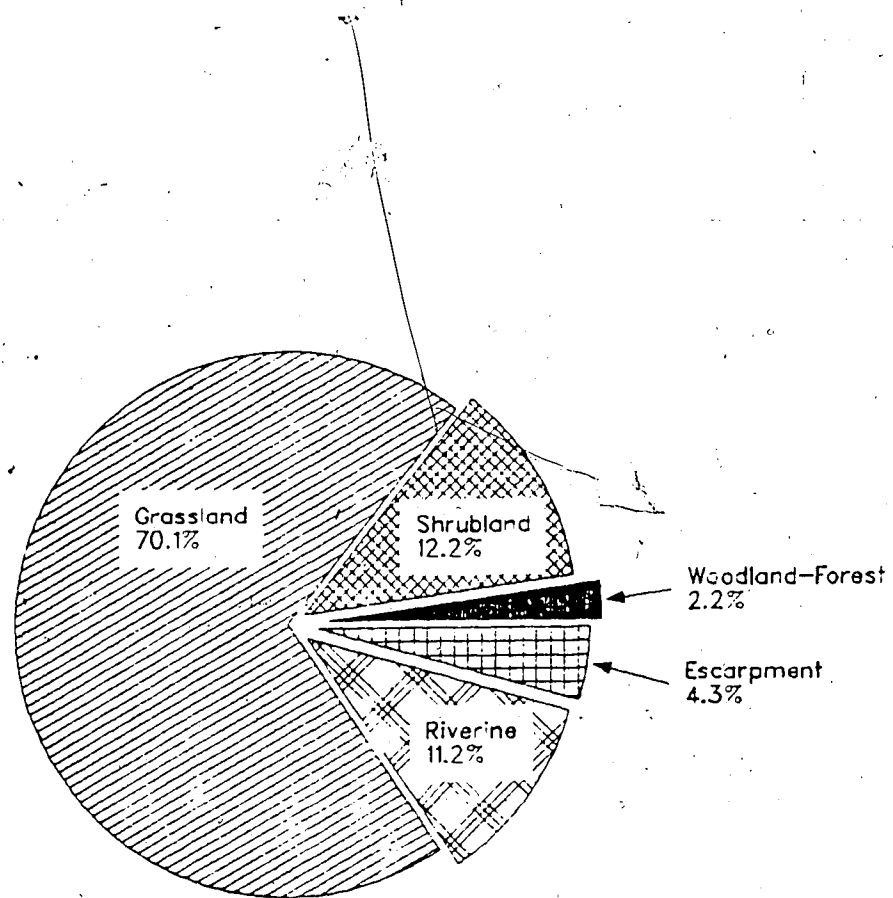 Grassland
70.1%
Shrubland
12.2%
Woodland-Forest
2.2%
Escarpment
4.3%
Riverine
11.2%